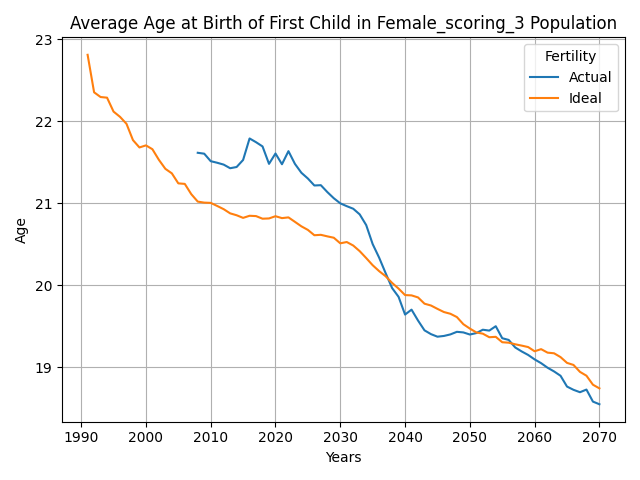 Average Age at Birth of First Child in Female_scoring_3 Population
23
22
21
20
19
Age
1990 2000 2010 2020 2030 2040 2050 2060 2070
Years
Fertility
Actual
Ideal